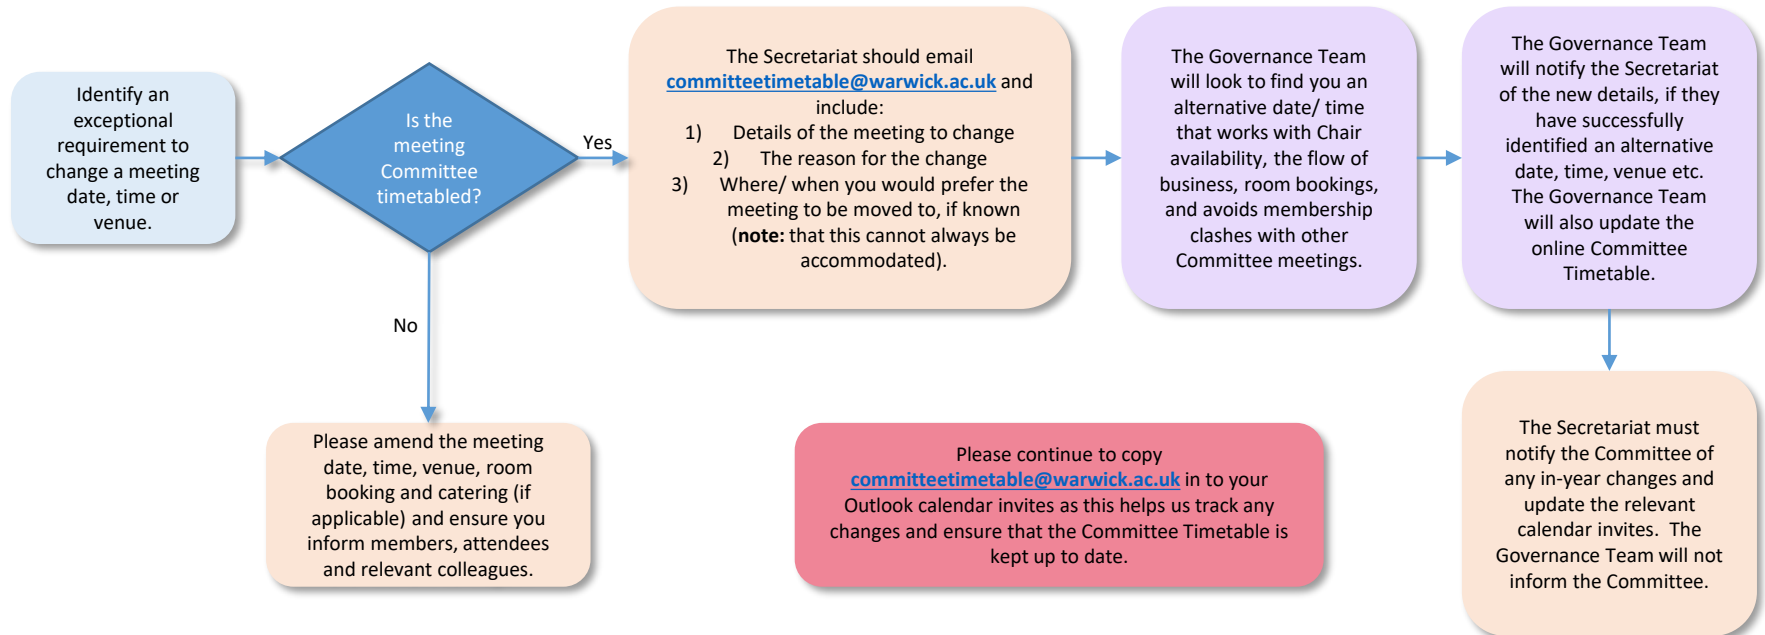 Identify an
exceptional
requirement to
change a meeting
date, time or
venue.
Is the
meeting
Committee
timetabled?
Yes
No
The Secretariat should email
committeetimetable@warwick.ac.uk and
include:
1) Details of the meeting to change
2) The reason for the change
3) Where/ when you would prefer the
meeting to be moved to, if known
(note: that this cannot always be
accommodated).
The Governance Team
will look to find you an
alternative date/ time
that works with Chair
availability, the flow of
business, room bookings,
and avoids membership
clashes with other
Committee meetings.
The Governance Team
will notify the Secretariat
of the new details, if they
have successfully
identified an alternative
date, time, venue etc.
The Governance Team
will also update the
online Committee
Timetable.
Please amend the meeting
date, time, venue, room
booking and catering (if
applicable) and ensure you
inform members, attendees
and relevant colleagues.
Please continue to copy
committeetimetable@warwick.ac.uk in to your
Outlook calendar invites as this helps us track any
changes and ensure that the Committee Timetable is
kept up to date.
The Secretariat must
notify the Committee of
any in-year changes and
update the relevant
calendar invites.  The
Governance Team will not
inform the Committee.